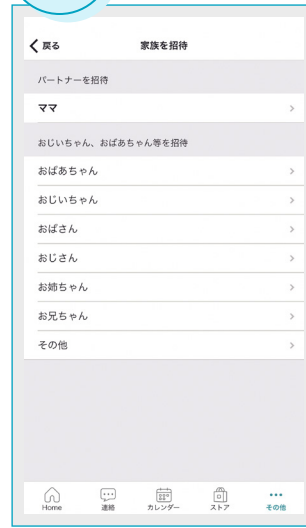 戻る
家族を招待
パートナーを招待
ママ
おじいちゃん、おばあちゃん等を招待
おばあちゃん
おじいちゃん
おばさん
おじさん
お姉ちゃん
お兄ちゃん
その他
Home
連絡
カレンダー
ストア
その他